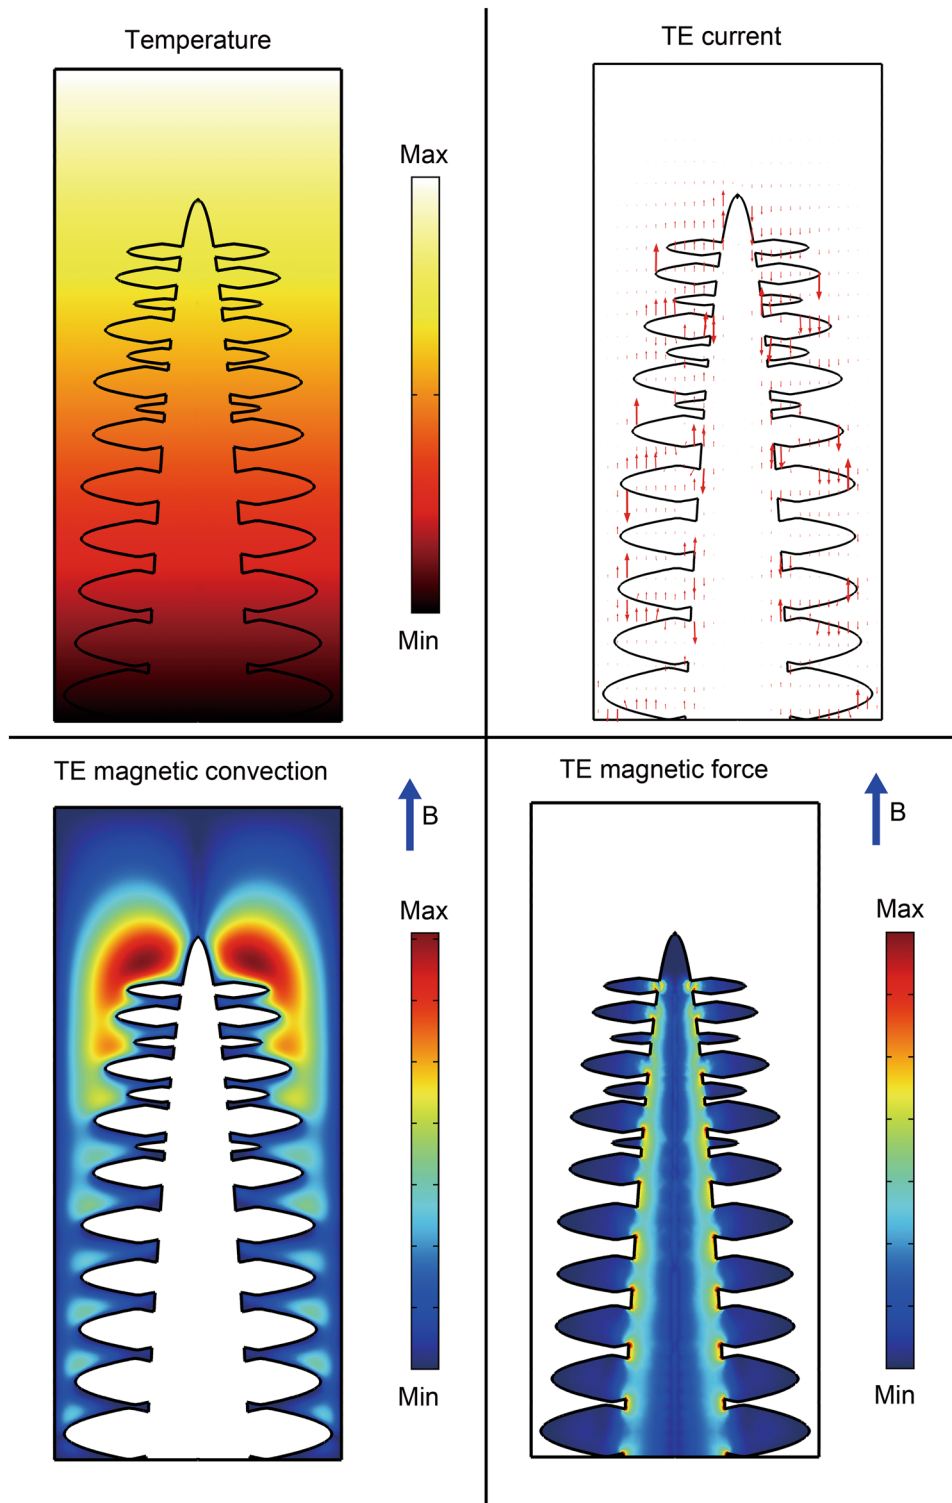 Temperature
Max
Min
TE current
TE magnetic convection
B
Max
Min
TE magnetic force
B
Max
Min